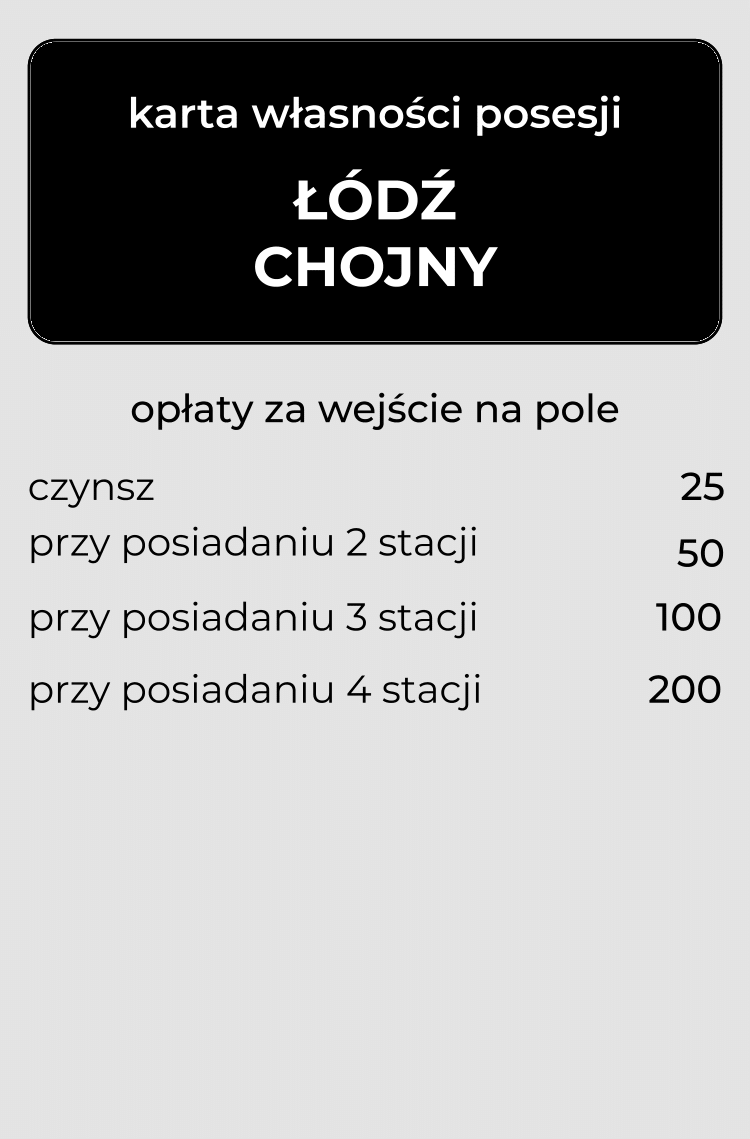 karta własności posesji
ŁÓDŹ
CHOJNY
opłaty za wejście na pole
czynsz 25
przy posiadaniu 2 stacji 50
przy posiadaniu 3 stacji 100
przy posiadaniu 4 stacji 200